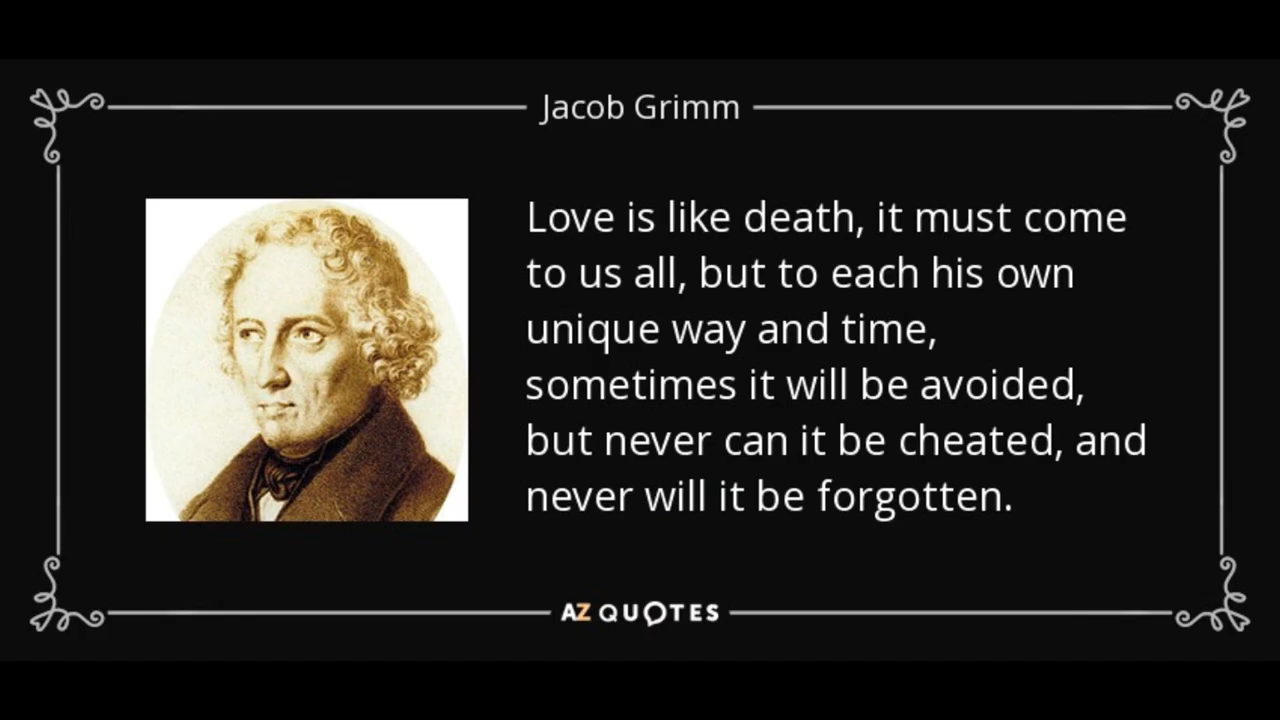 Jacob Grimm
Love is like death, it must come
to us all, but to each his own
unique way and time,
sometimes it will be avoided,
but never can it be cheated, and
never will it be forgotten.
AZ QUOTES